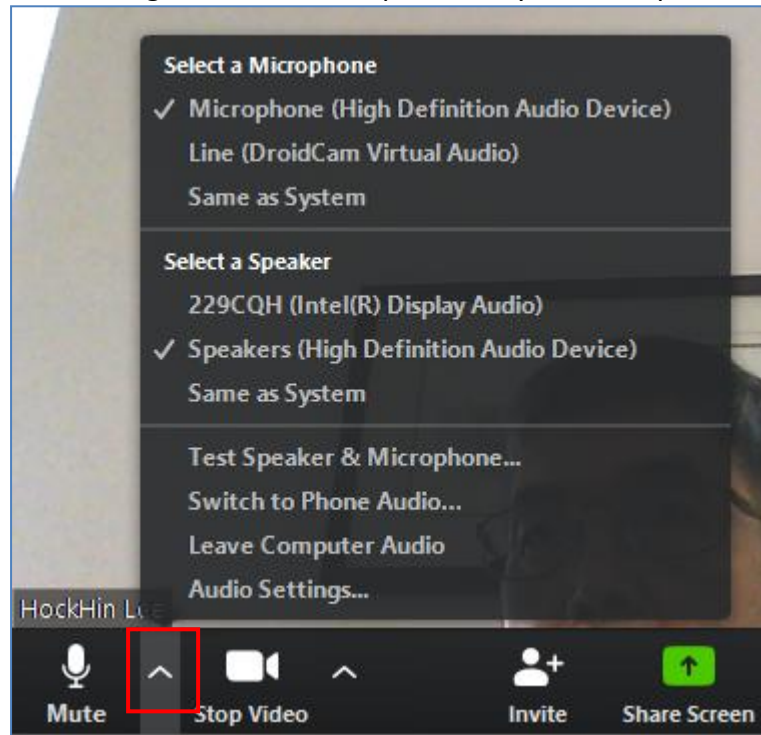 Select a Microphone
Microphone (High Definition Audio Device)
Line (DroidCam Virtual Audio)
Same as System
Select a Speaker
229CQH (Intel(R) Display Audio)
Speakers (High Definition Audio Device)
Same as System
Test Speaker & Microphone...
Switch to Phone Audio...
Leave Computer Audio
Audio Settings...
HockHin
Mute
Stop Video
Invite
Share Screen